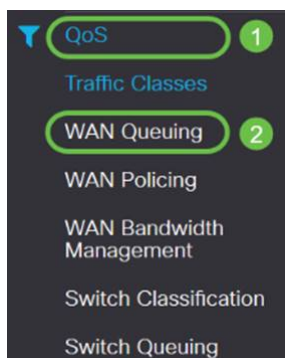 QoS
1
Traffic Classes
WAN Queuing
2
WAN Policing
WAN Bandwidth
Management
Switch Classification
Switch Queuing